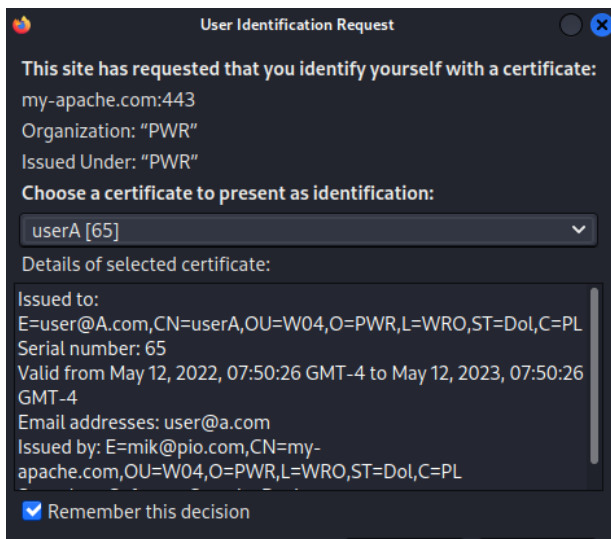 User Identification Request
This site has requested that you identify yourself with a certificate:
my-apache.com:443
Organization: “PWR”
Issued Under: “PWR”
Choose a certificate to present as identification:
userA [65]
Details of selected certificate:
Issued to:
E=user@A.com,CN=userA,OU=W04,O=PWR,L=WRO,ST=Dol,C=PL
Serial number: 65
Valid from May 12, 2022, 07:50:26 GMT-4 to May 12, 2023, 07:50:26
GMT-4
Email addresses: user@a.com
Issued by: E=mik@pio.com,CN=my-
apache.com,OU=W04,O=PWR,L=WRO,ST=Dol,C=PL
Remember this decision